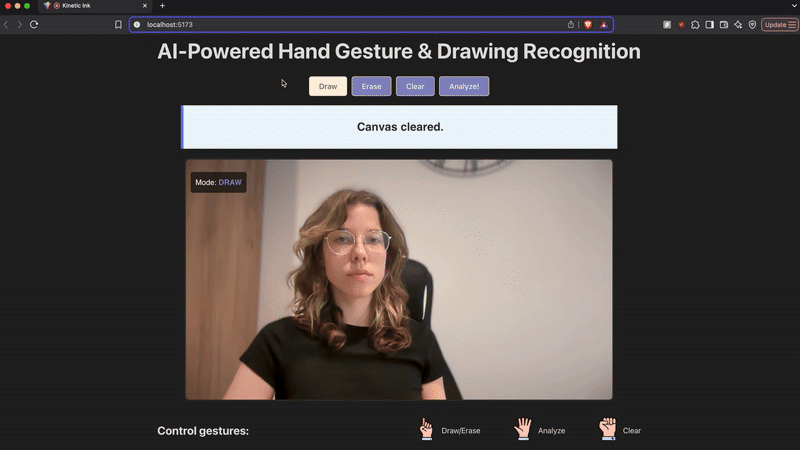 Kinetic Ink
localhost:5173
Update
AI-Powered Hand Gesture & Drawing Recognition
Draw
Erase
Clear
Analyze!
Canvas cleared.
Mode: DRAW
Control gestures:
Draw/Erase
Analyze
Clear